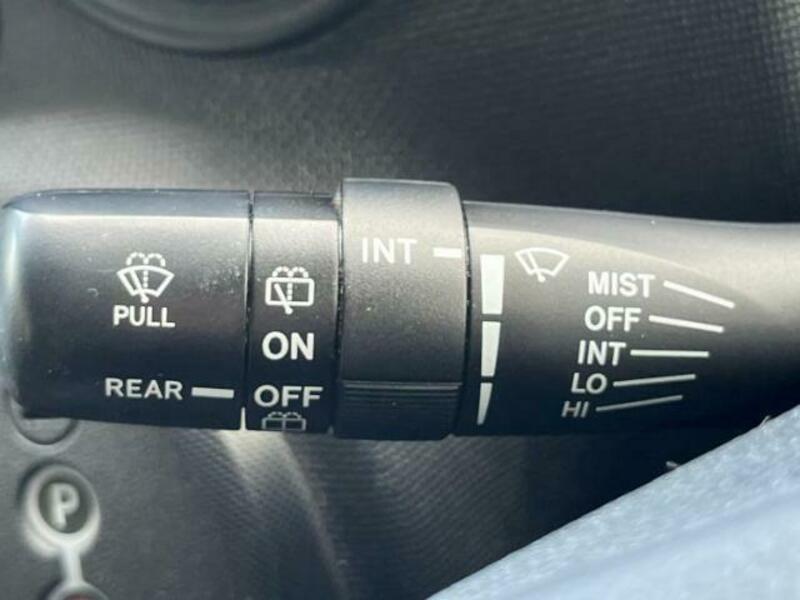 PULL
REAR
ON
OFF
INT
MIST
OFF
INT
LO
HI
P